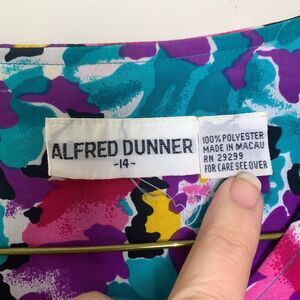 ALFRED DUNNER
-14-
100% POLYESTER
MADE IN MACAU
RN 29299
FOR CARE SEE OVER